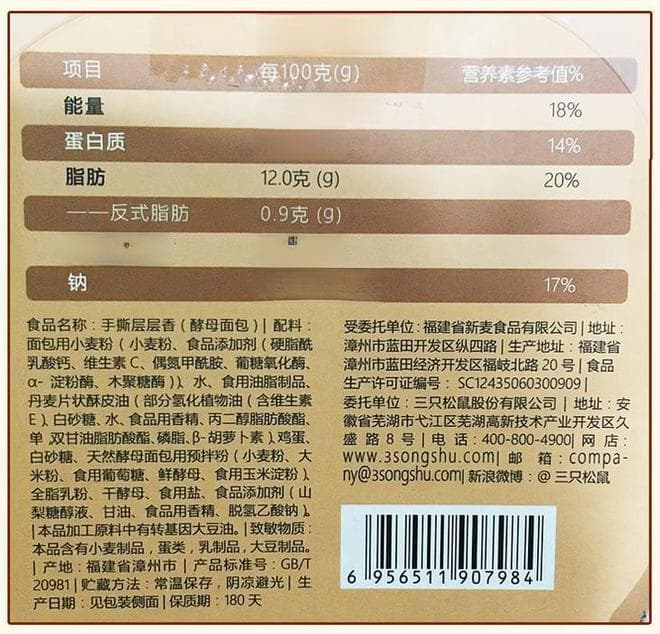 项目 每100克(g) 营养素参考值%
能量 18%
蛋白质 14%
脂肪 12.0克 (g) 20%
——反式脂肪 0.9克 (g)
钠 17%
食品名称：手撕层层香（酵母面包）| 配料：
面包用小麦粉（小麦粉、食品添加剂（硬脂酰
乳酸钙、维生素 C、偶氮甲酰胺、葡糖氧化酶、
α- 淀粉酶、木聚糖酶））、水、食用油脂制品、
丹麦片状酥皮油（部分氢化植物油（含维生素
E）、白砂糖、水、食用香精、丙二醇脂肪酸酯、
单,双甘油脂肪酸酯、磷脂、β-胡萝卜素）、鸡蛋、
白砂糖、天然酵母面包用预拌粉（小麦粉、大
米粉、食用葡萄糖、鲜酵母、食用玉米淀粉）、
全脂乳粉、干酵母、食用盐、食品添加剂（山
梨糖醇液、甘油、食品用香精、脱氢乙酸钠）。
| 本品加工原料中有转基因大豆油。| 致敏物质：
本品含有小麦制品，蛋类，乳制品，大豆制品。
| 产地：福建省漳州市 | 产品标准号：GB/T
20981 | 贮藏方法：常温保存，阴凉避光 | 生
产日期：见包装侧面 | 保质期：180 天
受委托单位：福建省新麦食品有限公司 | 地址：
漳州市蓝田开发区纵四路 | 生产地址：福建省
漳州市蓝田经济开发区福岐北路 20 号 | 食品
生产许可证编号： SC12435060300909 |
委托单位：三只松鼠股份有限公司 | 地址：安
徽省芜湖市弋江区芜湖高新技术产业开发区久
盛路 8 号 | 电话：400-800-4900| 网店：
www.3songshu.com| 邮箱：compa-
ny@3songshu.com| 新浪微博：@ 三只松鼠
6 956511 907984